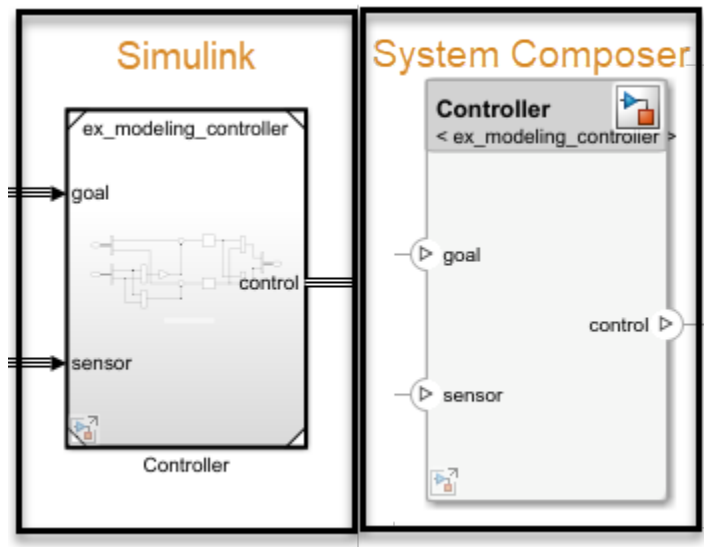 Simulink
ex_modeling_controller
goal
control
sensor
Controller
System Composer
Controller
< ex_modeling_controller >
goal
control
sensor